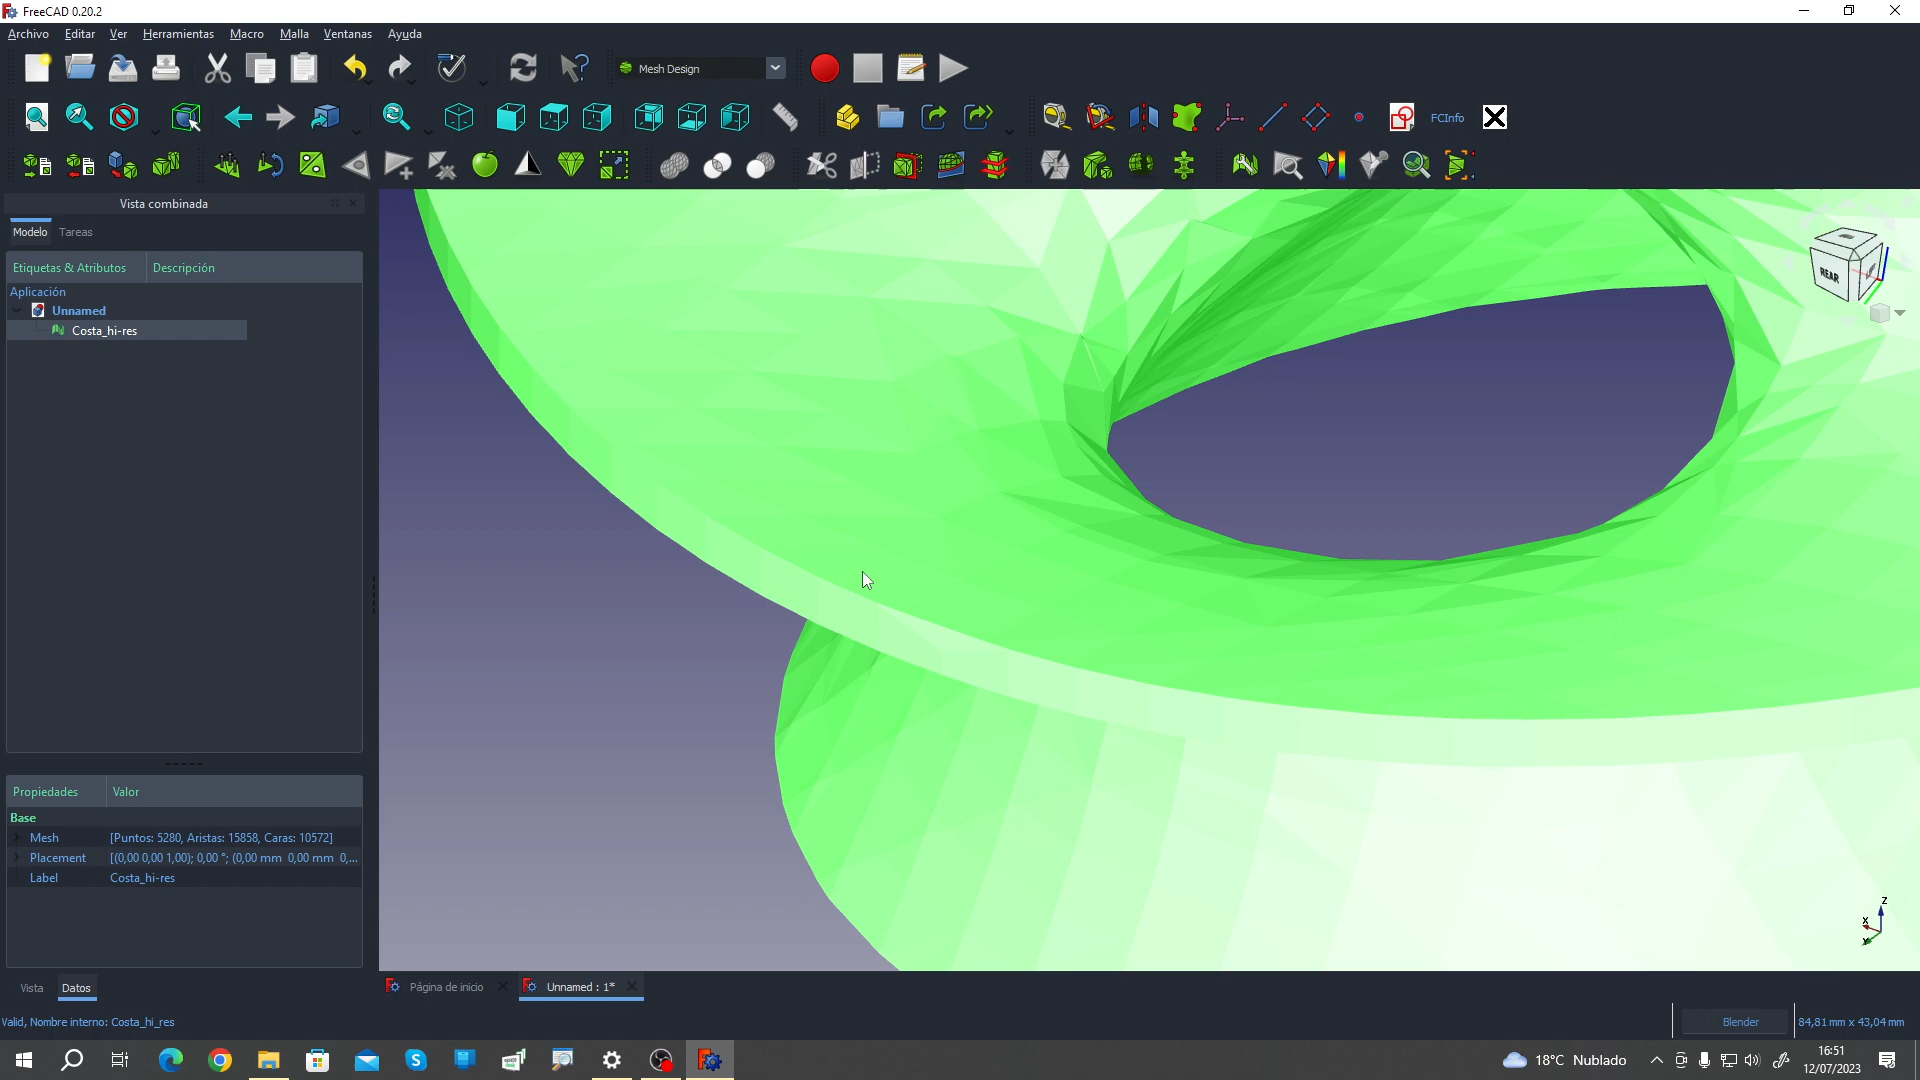 FreeCAD 0.20.2
Archivo Editar Ver Herramientas Macro Malla Ventanas Ayuda
Mesh Design
FCInfo
Vista combinada
Modelo Tareas
Etiquetas & Atributos Descripción
Aplicación
Unnamed
Costa_hi-res
REAR
Propiedades Valor
Base
Mesh [Puntos: 5280, Aristas: 15858, Caras: 10572]
Placement [(0,00 0,00 1,00); 0,00 °; (0,00 mm 0,00 mm 0,...
Label Costa_hi-res
Z
X
Y
Vista Datos
Página de inicio Unnamed : 1*
Valid, Nombre interno: Costa_hi_res
Blender 84,81 mm x 43,04 mm
18°C Nublado
16:51
12/07/2023